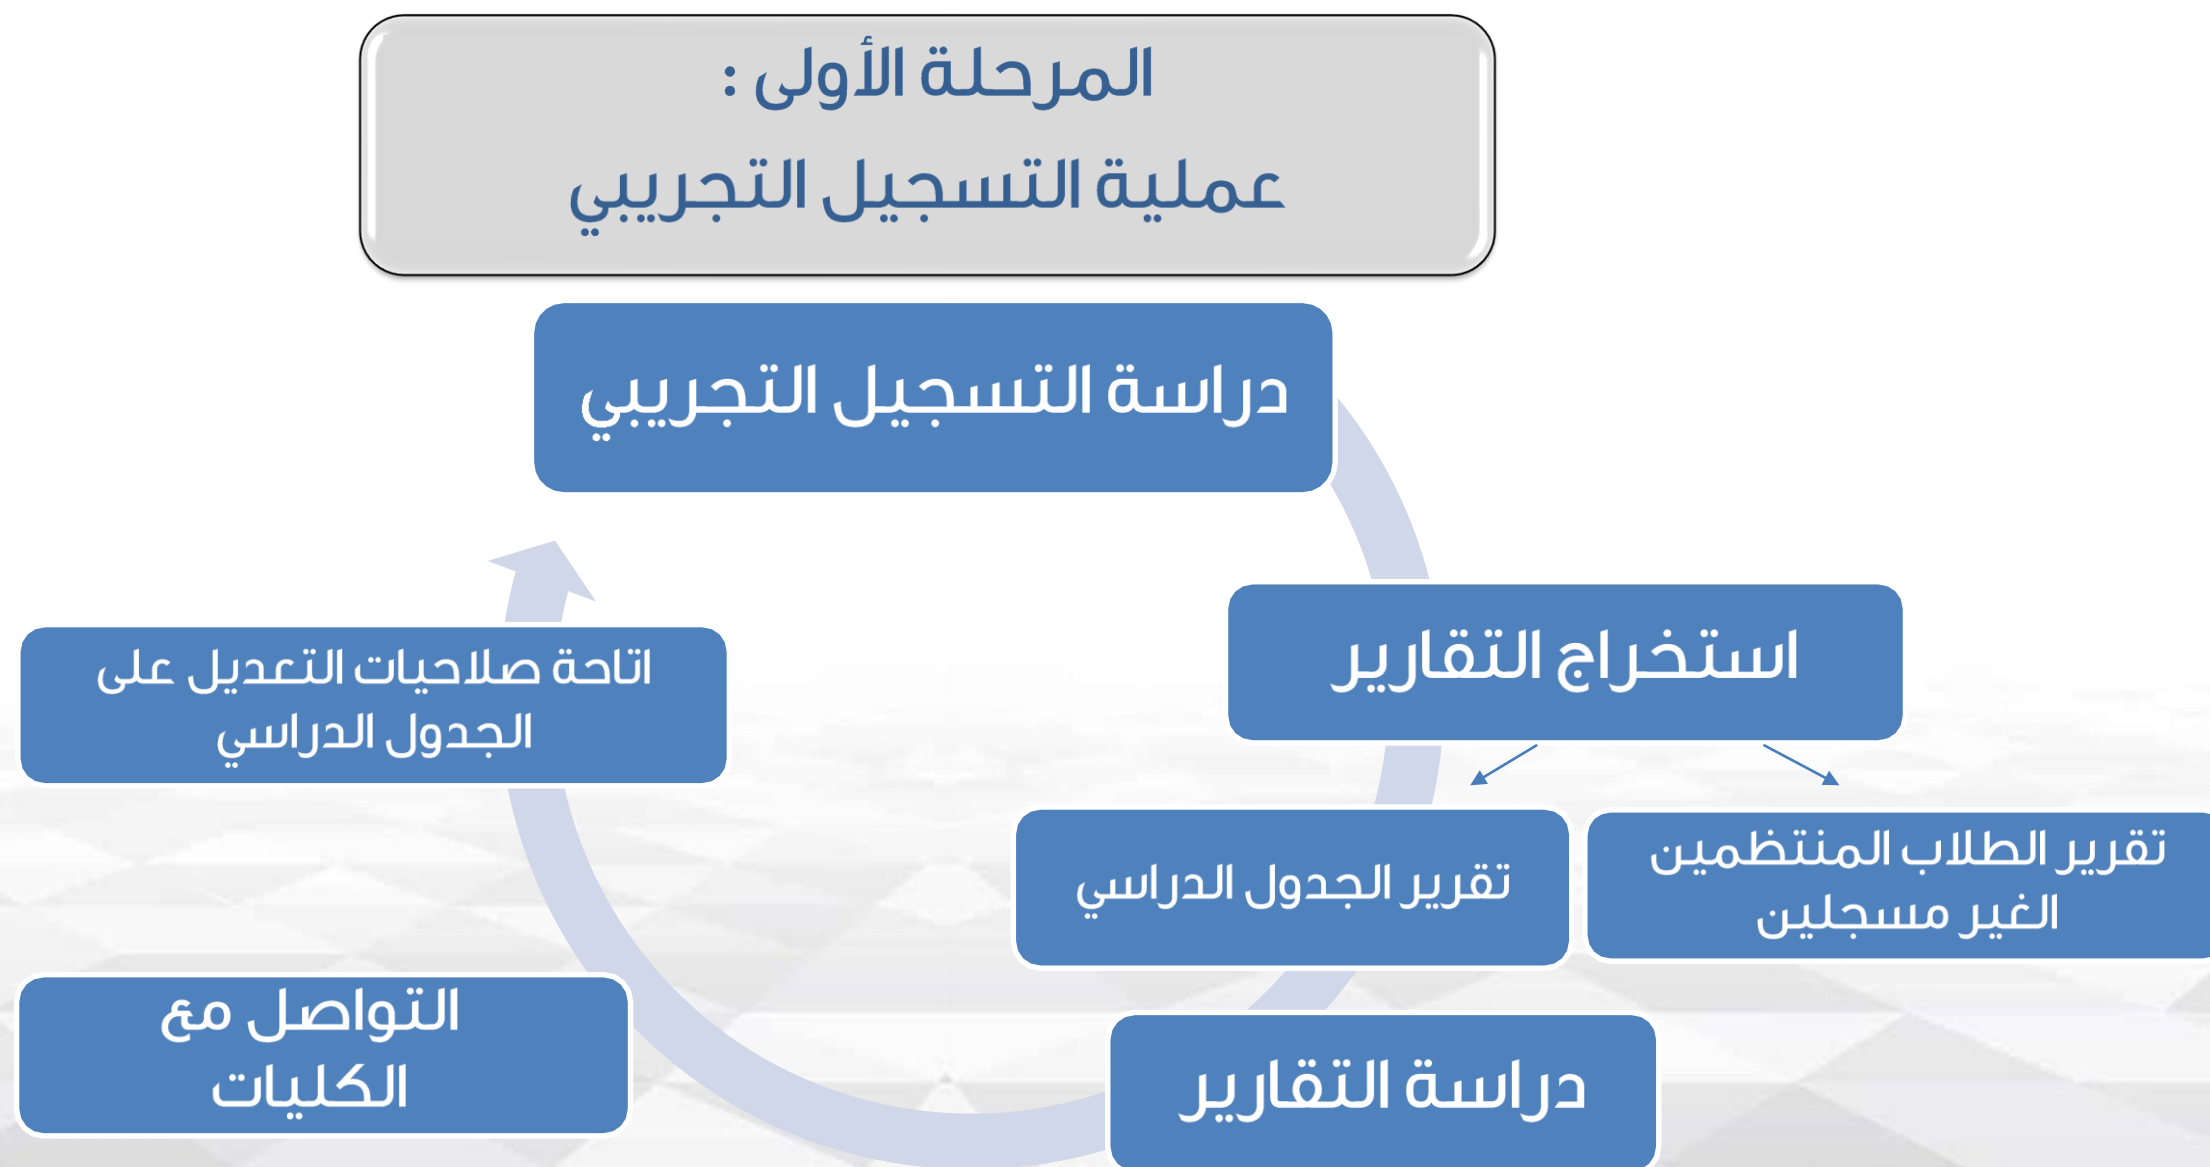 المرحلة الأولى :
عملية التسجيل التجريبي
دراسة التسجيل التجريبي
استخراج التقارير
تقرير الطلاب المنتظمين
الغير مسجلين
تقرير الجدول الدراسي
دراسة التقارير
التواصل مع
الكليات
اتاحة صلاحيات التعديل على
الجدول الدراسي